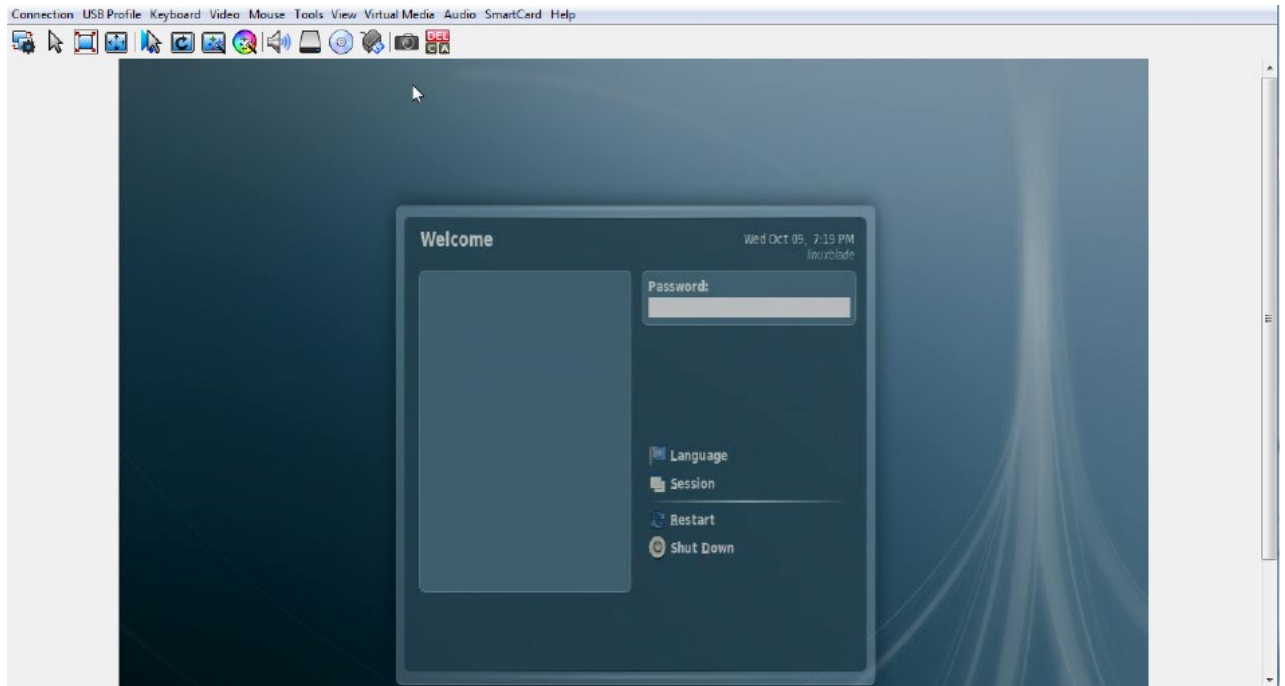 Connection USB Profile Keyboard Video Mouse Tools View Virtual Media Audio SmartCard Help
DEL
C A
Welcome
Wed Oct 09, 7:19 PM
linuxblade
Password:
Language
Session
Restart
Shut Down